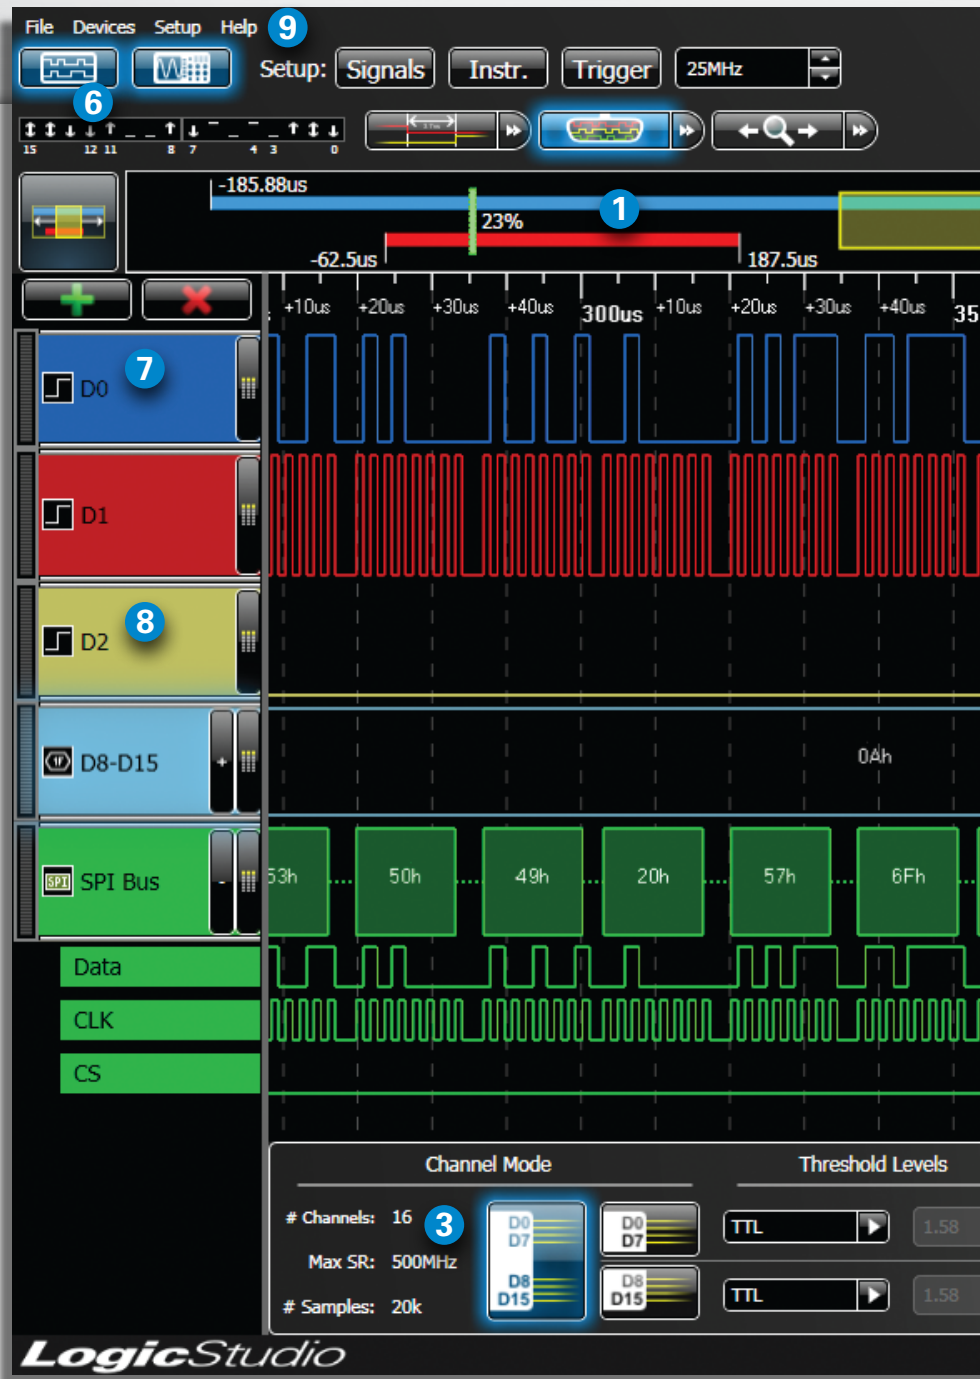 File Devices Setup Help 9
Setup: Signals Instr. Trigger 25MHz
6
15 12 11 8 7 4 3 0
-185.88us
1
23%
-62.5us 187.5us
+10us +20us +30us +40us 300us +10us +20us +30us +40us 35
7
D0
D1
8
D2
D8-D15 + 0Ah
SPI SPI Bus - 53h 50h 49h 20h 57h 6Fh
Data
CLK
CS
Channel Mode Threshold Levels
# Channels: 16 3 D0 D7 D8 D15 D0 D7 TTL 1.58
Max SR: 500MHz
# Samples: 20k D8 D15 TTL 1.58
LogicStudio